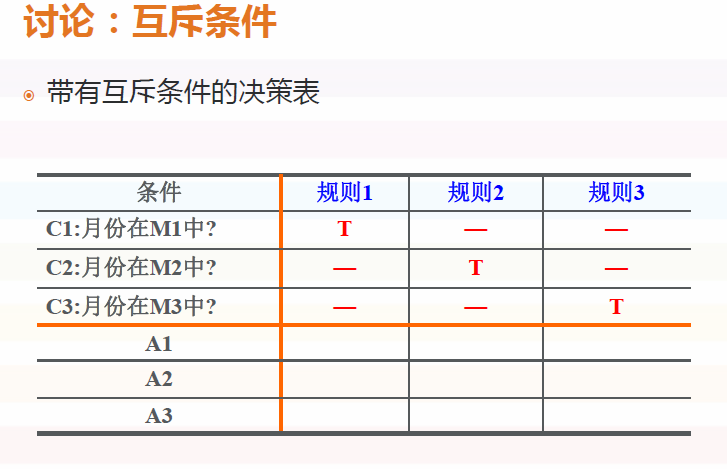 讨论：互斥条件
带有互斥条件的决策表
条件 规则1 规则2 规则3
C1:月份在M1中? T — —
C2:月份在M2中? — T —
C3:月份在M3中? — — T
A1
A2
A3